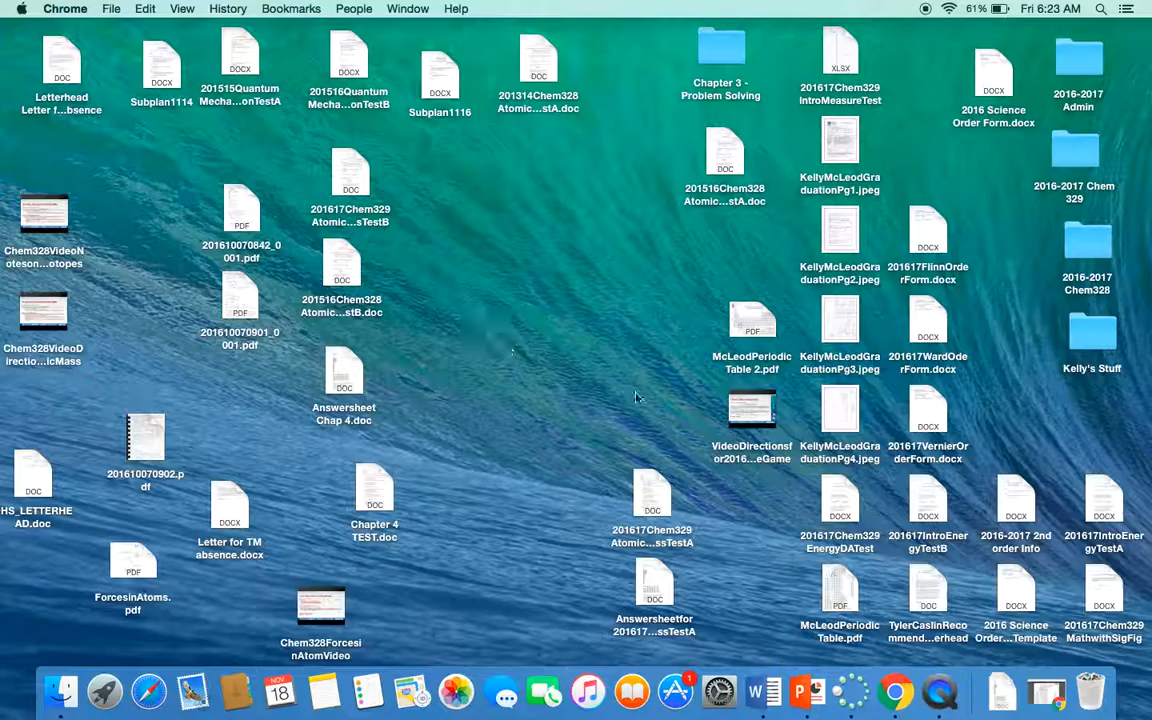 Chrome File Edit View History Bookmarks People Window Help 61% Fri 6:23 AM
DOC
Letterhead
Letter f...bsence
DOCX
Subplan1114
DOCX
201515Quantum
Mecha...onTestA
DOCX
201516Quantum
Mecha...onTestB
DOCX
Subplan1116
DOC
201314Chem328
Atomic...stA.doc
Chapter 3 -
Problem Solving
XLSX
201617Chem329
IntroMeasureTest
DOCX
2016 Science
Order Form.docx
2016-2017
Admin
DOC
201617Chem329
Atomic...sTestB
DOC
201516Chem328
Atomic...stA.doc
KellyMcLeodGra
duationPg1.jpeg
2016-2017 Chem
329
Chem328VideoN
oteson...otopes
PDF
201610070842_0
001.pdf
DOC
201516Chem328
Atomic...stB.doc
KellyMcLeodGra
duationPg2.jpeg
DOCX
201617FlinnOrde
rForm.docx
2016-2017
Chem328
Chem328VideoD
irectio...icMass
PDF
201610070901_0
001.pdf
DOC
Answersheet
Chap 4.doc
PDF
McLeodPeriodic
Table 2.pdf
KellyMcLeodGra
duationPg3.jpeg
DOCX
201617WardOde
rForm.docx
Kelly's Stuff
201610070902.p
df
VideoDirectionsf
or2016...eGame
KellyMcLeodGra
duationPg4.jpeg
DOCX
201617VernierOr
derForm.docx
DOC
HS_LETTERHE
AD.doc
DOCX
Letter for TM
absence.docx
DOC
Chapter 4
TEST.doc
DOC
201617Chem329
Atomic...ssTestA
DOCX
201617Chem329
EnergyDATest
DOCX
201617IntroEner
gyTestB
DOCX
2016-2017 2nd
order Info
DOCX
201617IntroEner
gyTestA
PDF
ForcesinAtoms.
pdf
Chem328Forcesi
nAtomVideo
DOC
Answersheetfor
201617...ssTestA
PDF
McLeodPeriodic
Table.pdf
DOC
TylerCaslinReco
mmend...erhead
DOCX
2016 Science
Order...Template
DOCX
201617Chem329
MathwithSigFig
NOV
18
1
DOC